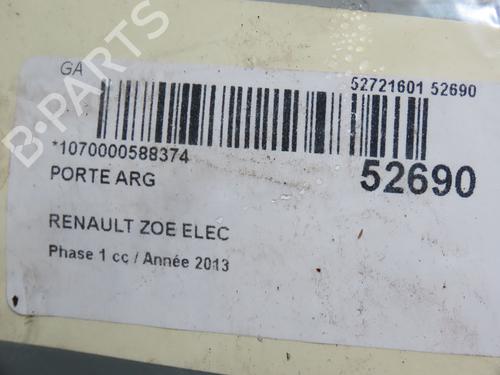 GA
52721601 52690
*1070000588374
52690
PORTE ARG
RENAULT ZOE ELEC
Phase 1 cc / Année 2013
B-PARTS